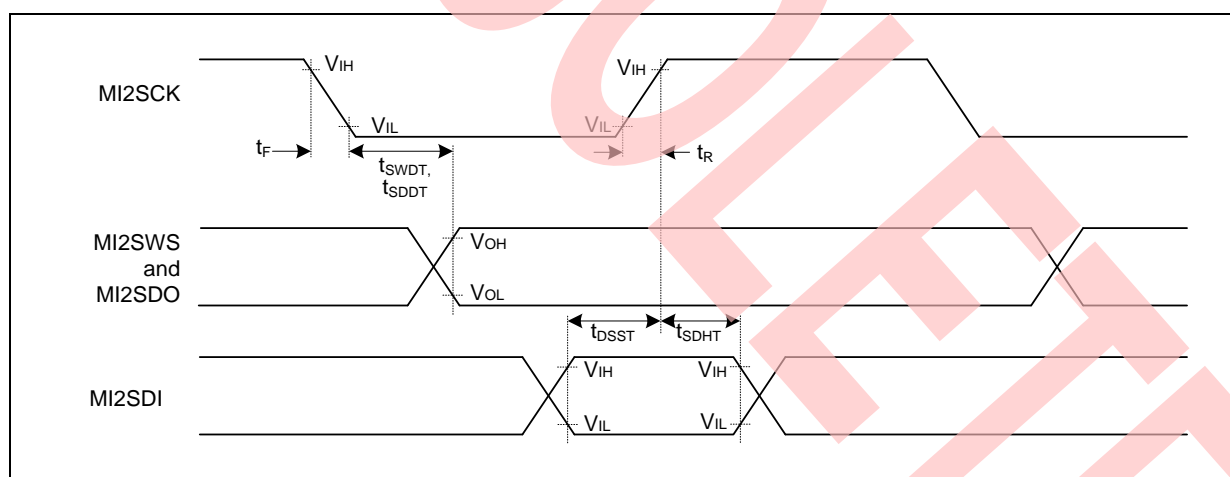 MI2SCK
VIH
VIL
VIH
VIL
tF
tSWDT,
tSDDT
tR
MI2SWS
and
MI2SDO
VOH
VOL
tDSST
tSDHT
MI2SDI
VIH
VIL
VIH
VIL